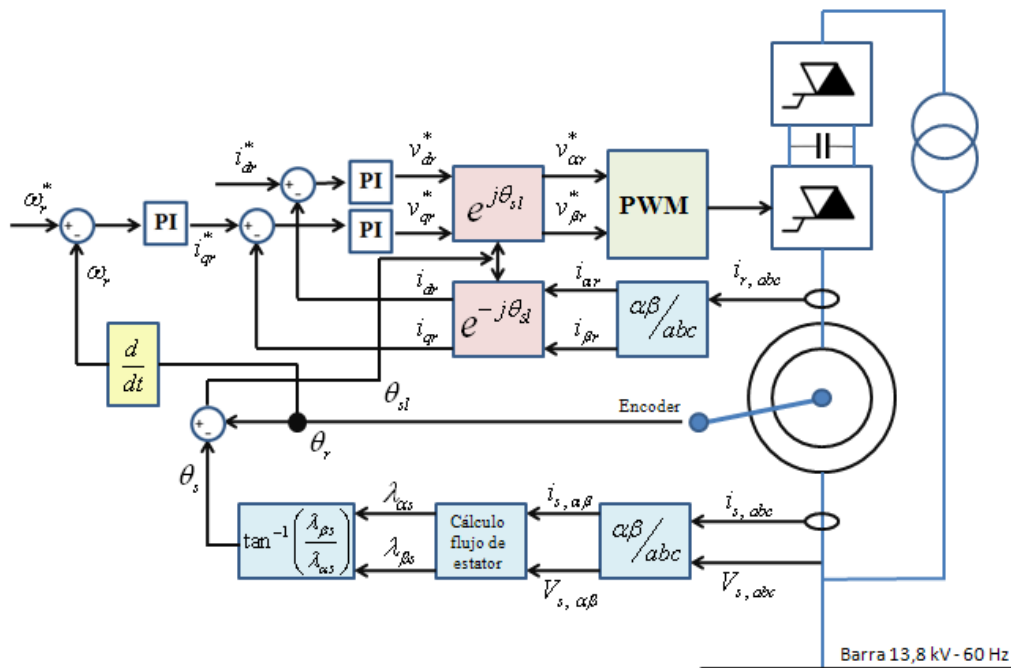 i*dr
v*dr
v*αr
ω*r
+
-
PI
e^jθsl
PWM
+
-
PI
i*qr
+
-
PI
v*qr
v*βr
ωr
idr
iαr
ir, abc
e^-jθsl
αβ/abc
iqr
iβr
d/dt
θsl
Encoder
+
-
θr
θs
λαs
is, αβ
is, abc
tan⁻¹(λβs/λαs)
Cálculo
flujo de
estator
αβ/abc
λβs
Vs, αβ
Vs, abc
Barra 13,8 kV - 60 Hz